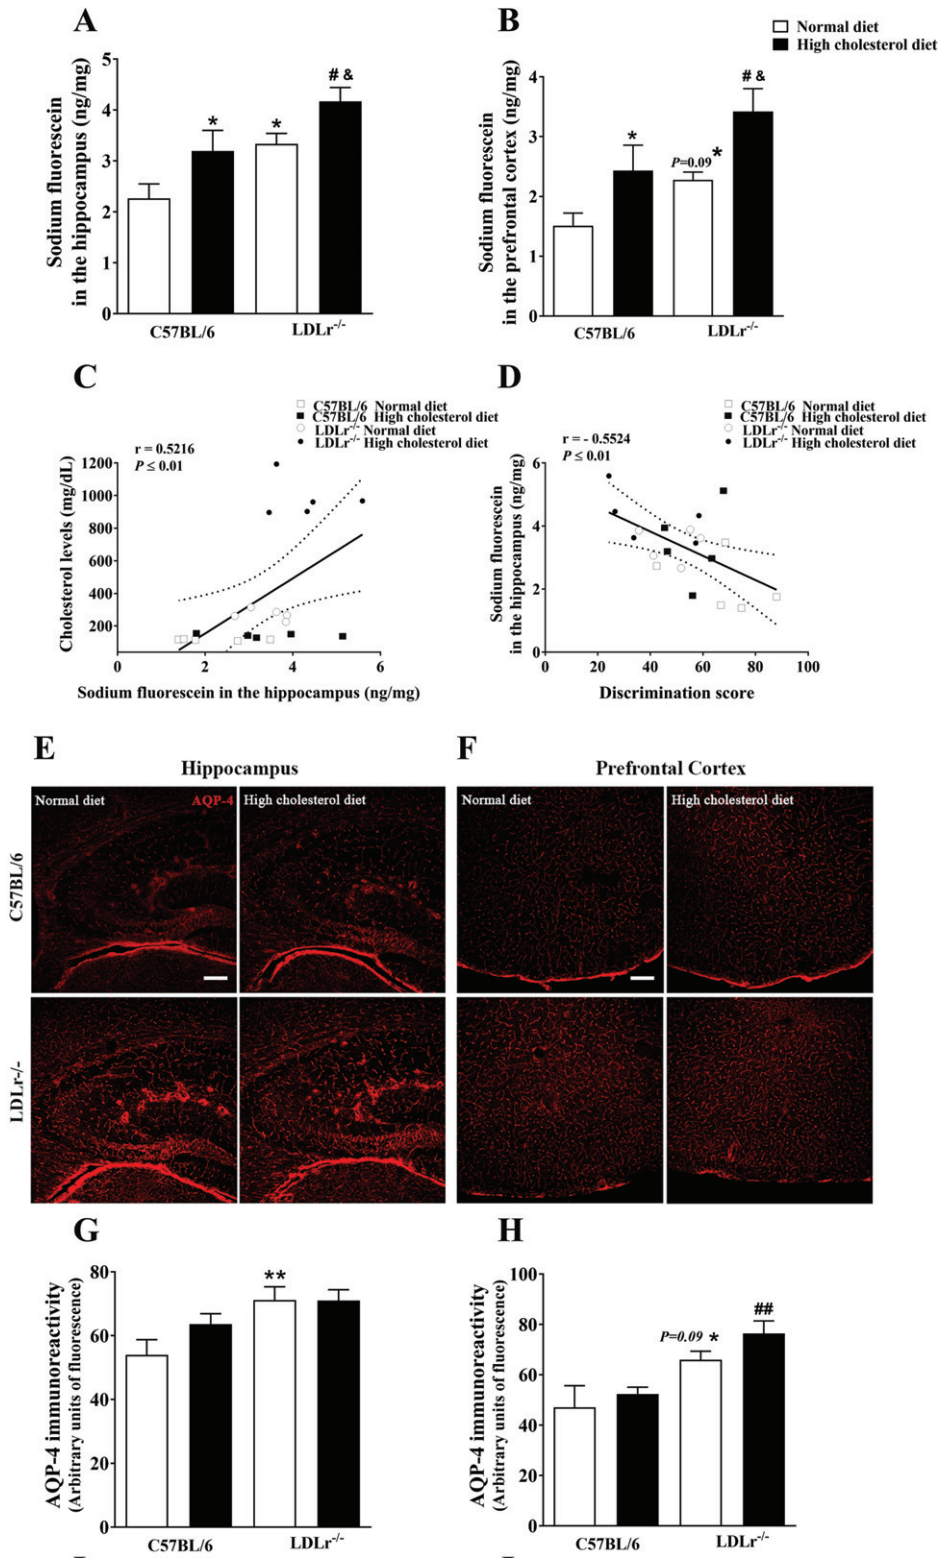 A
Sodium fluorescein
in the hippocampus (ng/mg)
5
4
3
2
1
0
*
*
# &
C57BL/6
LDLr-/-
B
Normal diet
High cholesterol diet
Sodium fluorescein
in the prefrontal cortex (ng/mg)
4
3
2
1
0
*
P=0.09 *
# &
C57BL/6
LDLr-/-
C
C57BL/6 Normal diet
C57BL/6 High cholesterol diet
LDLr-/- Normal diet
LDLr-/- High cholesterol diet
r = 0.5216
P ≤ 0.01
Cholesterol levels (mg/dL)
1200
1000
800
600
400
200
0
2
4
6
Sodium fluorescein in the hippocampus (ng/mg)
D
C57BL/6 Normal diet
C57BL/6 High cholesterol diet
LDLr-/- Normal diet
LDLr-/- High cholesterol diet
r = - 0.5524
P ≤ 0.01
Sodium fluorescein
in the hippocampus (ng/mg)
6
4
2
0
0
20
40
60
80
100
Discrimination score
E
Hippocampus
Normal diet
AQP-4
High cholesterol diet
C57BL/6
LDLr-/-
F
Prefrontal Cortex
Normal diet
High cholesterol diet
G
AQP-4 immunoreactivity
(Arbitrary units of fluorescence)
80
60
40
20
0
**
C57BL/6
LDLr-/-
H
AQP-4 immunoreactivity
(Arbitrary units of fluorescence)
100
80
60
40
20
0
P=0.09 *
##
C57BL/6
LDLr-/-